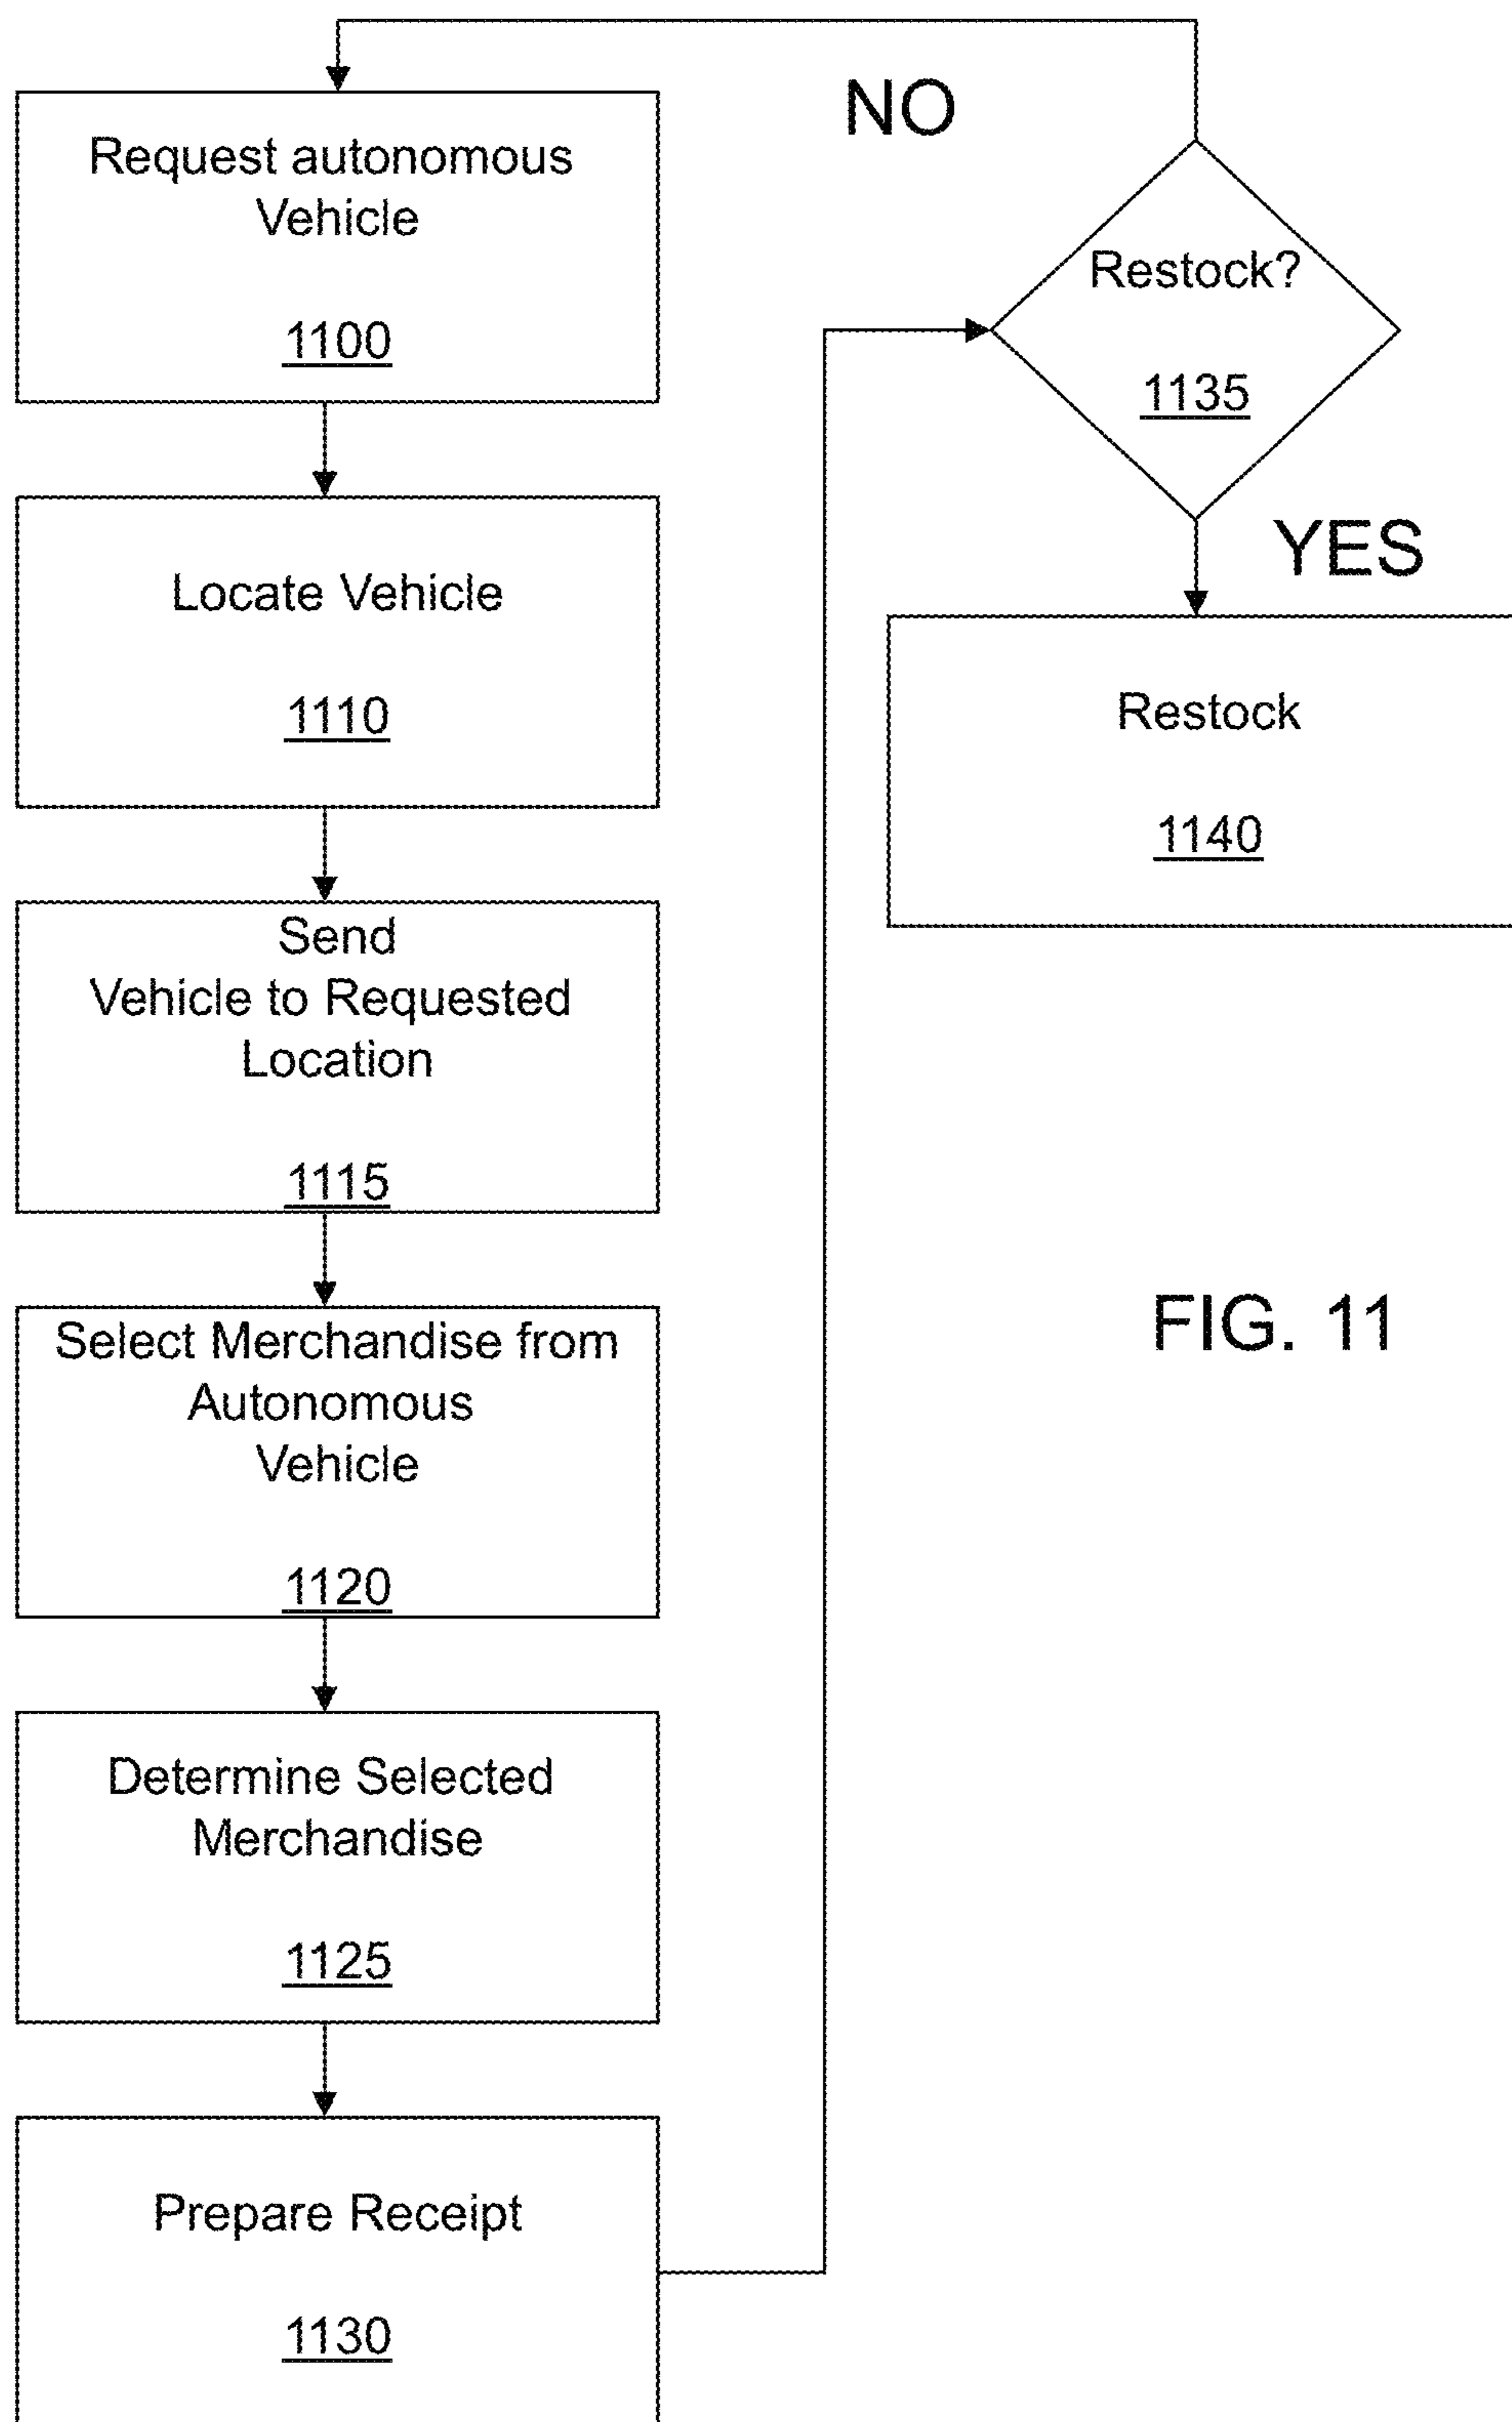 Request autonomous
Vehicle
1100
Locate Vehicle
1110
Send
Vehicle to Requested
Location
1115
Select Merchandise from
Autonomous
Vehicle
1120
Determine Selected
Merchandise
1125
Prepare Receipt
1130
NO
Restock?
1135
YES
Restock
1140
FIG. 11